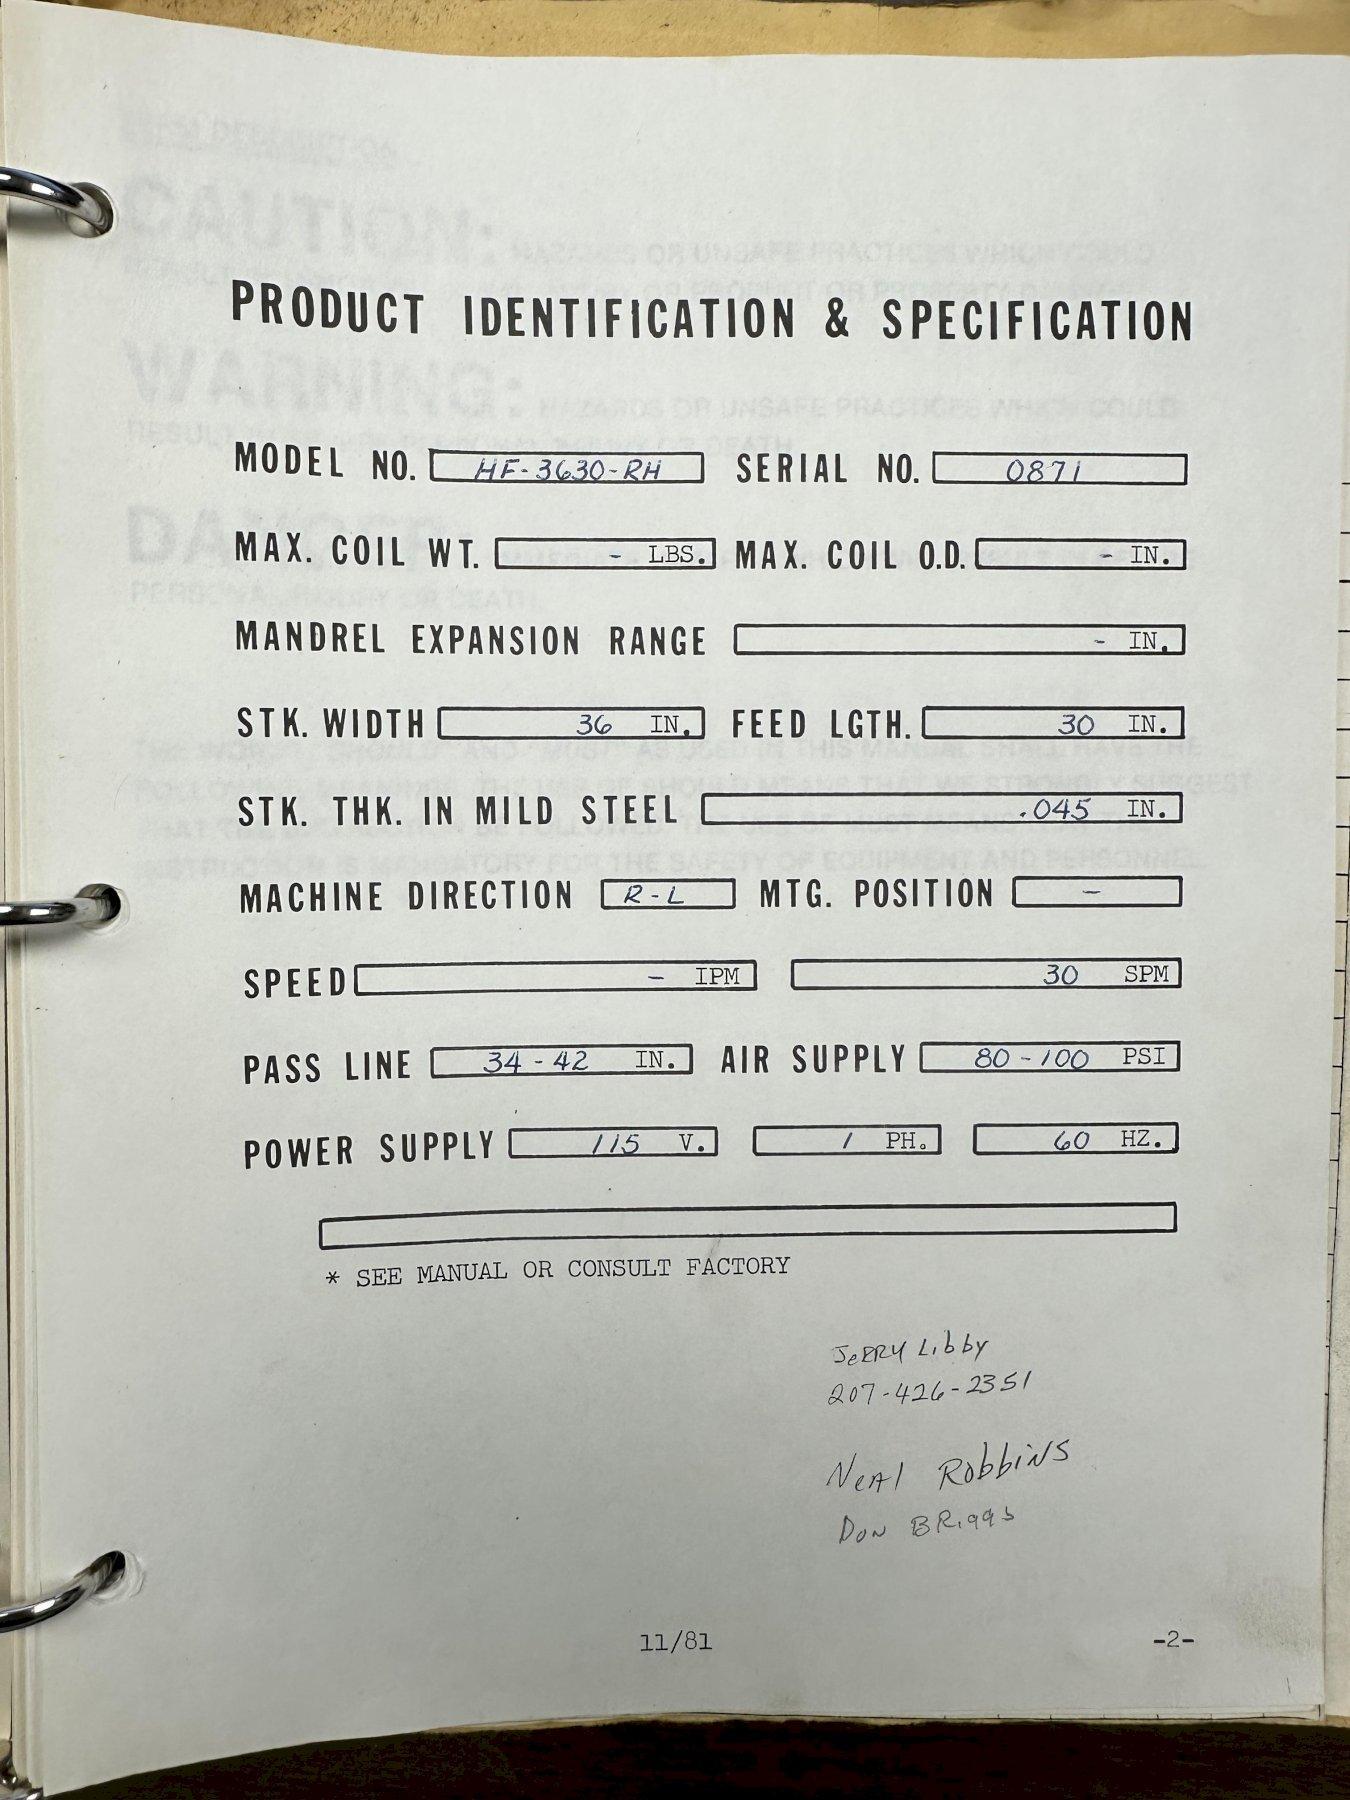 PRODUCT IDENTIFICATION & SPECIFICATION
MODEL NO. HF-3630-RH SERIAL NO. 0871
MAX. COIL WT. - LBS. MAX. COIL O.D. - IN.
MANDREL EXPANSION RANGE - IN.
STK. WIDTH 36 IN. FEED LGTH. 30 IN.
STK. THK. IN MILD STEEL .045 IN.
MACHINE DIRECTION R-L MTG. POSITION -
SPEED - IPM 30 SPM
PASS LINE 34-42 IN. AIR SUPPLY 80-100 PSI
POWER SUPPLY 115 V. 1 PH. 60 HZ.
* SEE MANUAL OR CONSULT FACTORY
JERRY Libby
207-426-2351
Neal Robbins
Don BRiggs
11/81 -2-